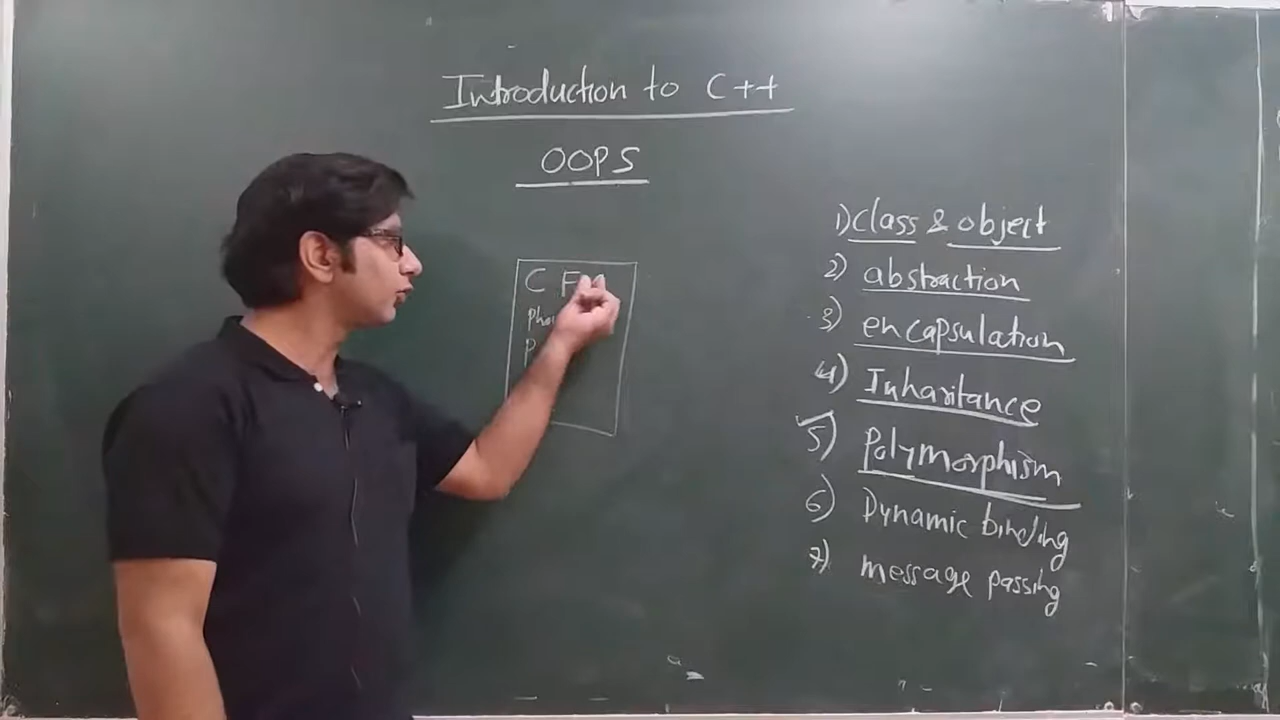 Introduction to C++
OOPS
C F
1) Class & object
2) abstraction
3) encapsulation
4) Inharitance
5) Polymorphism
6) Dynamic binding
7) message passing